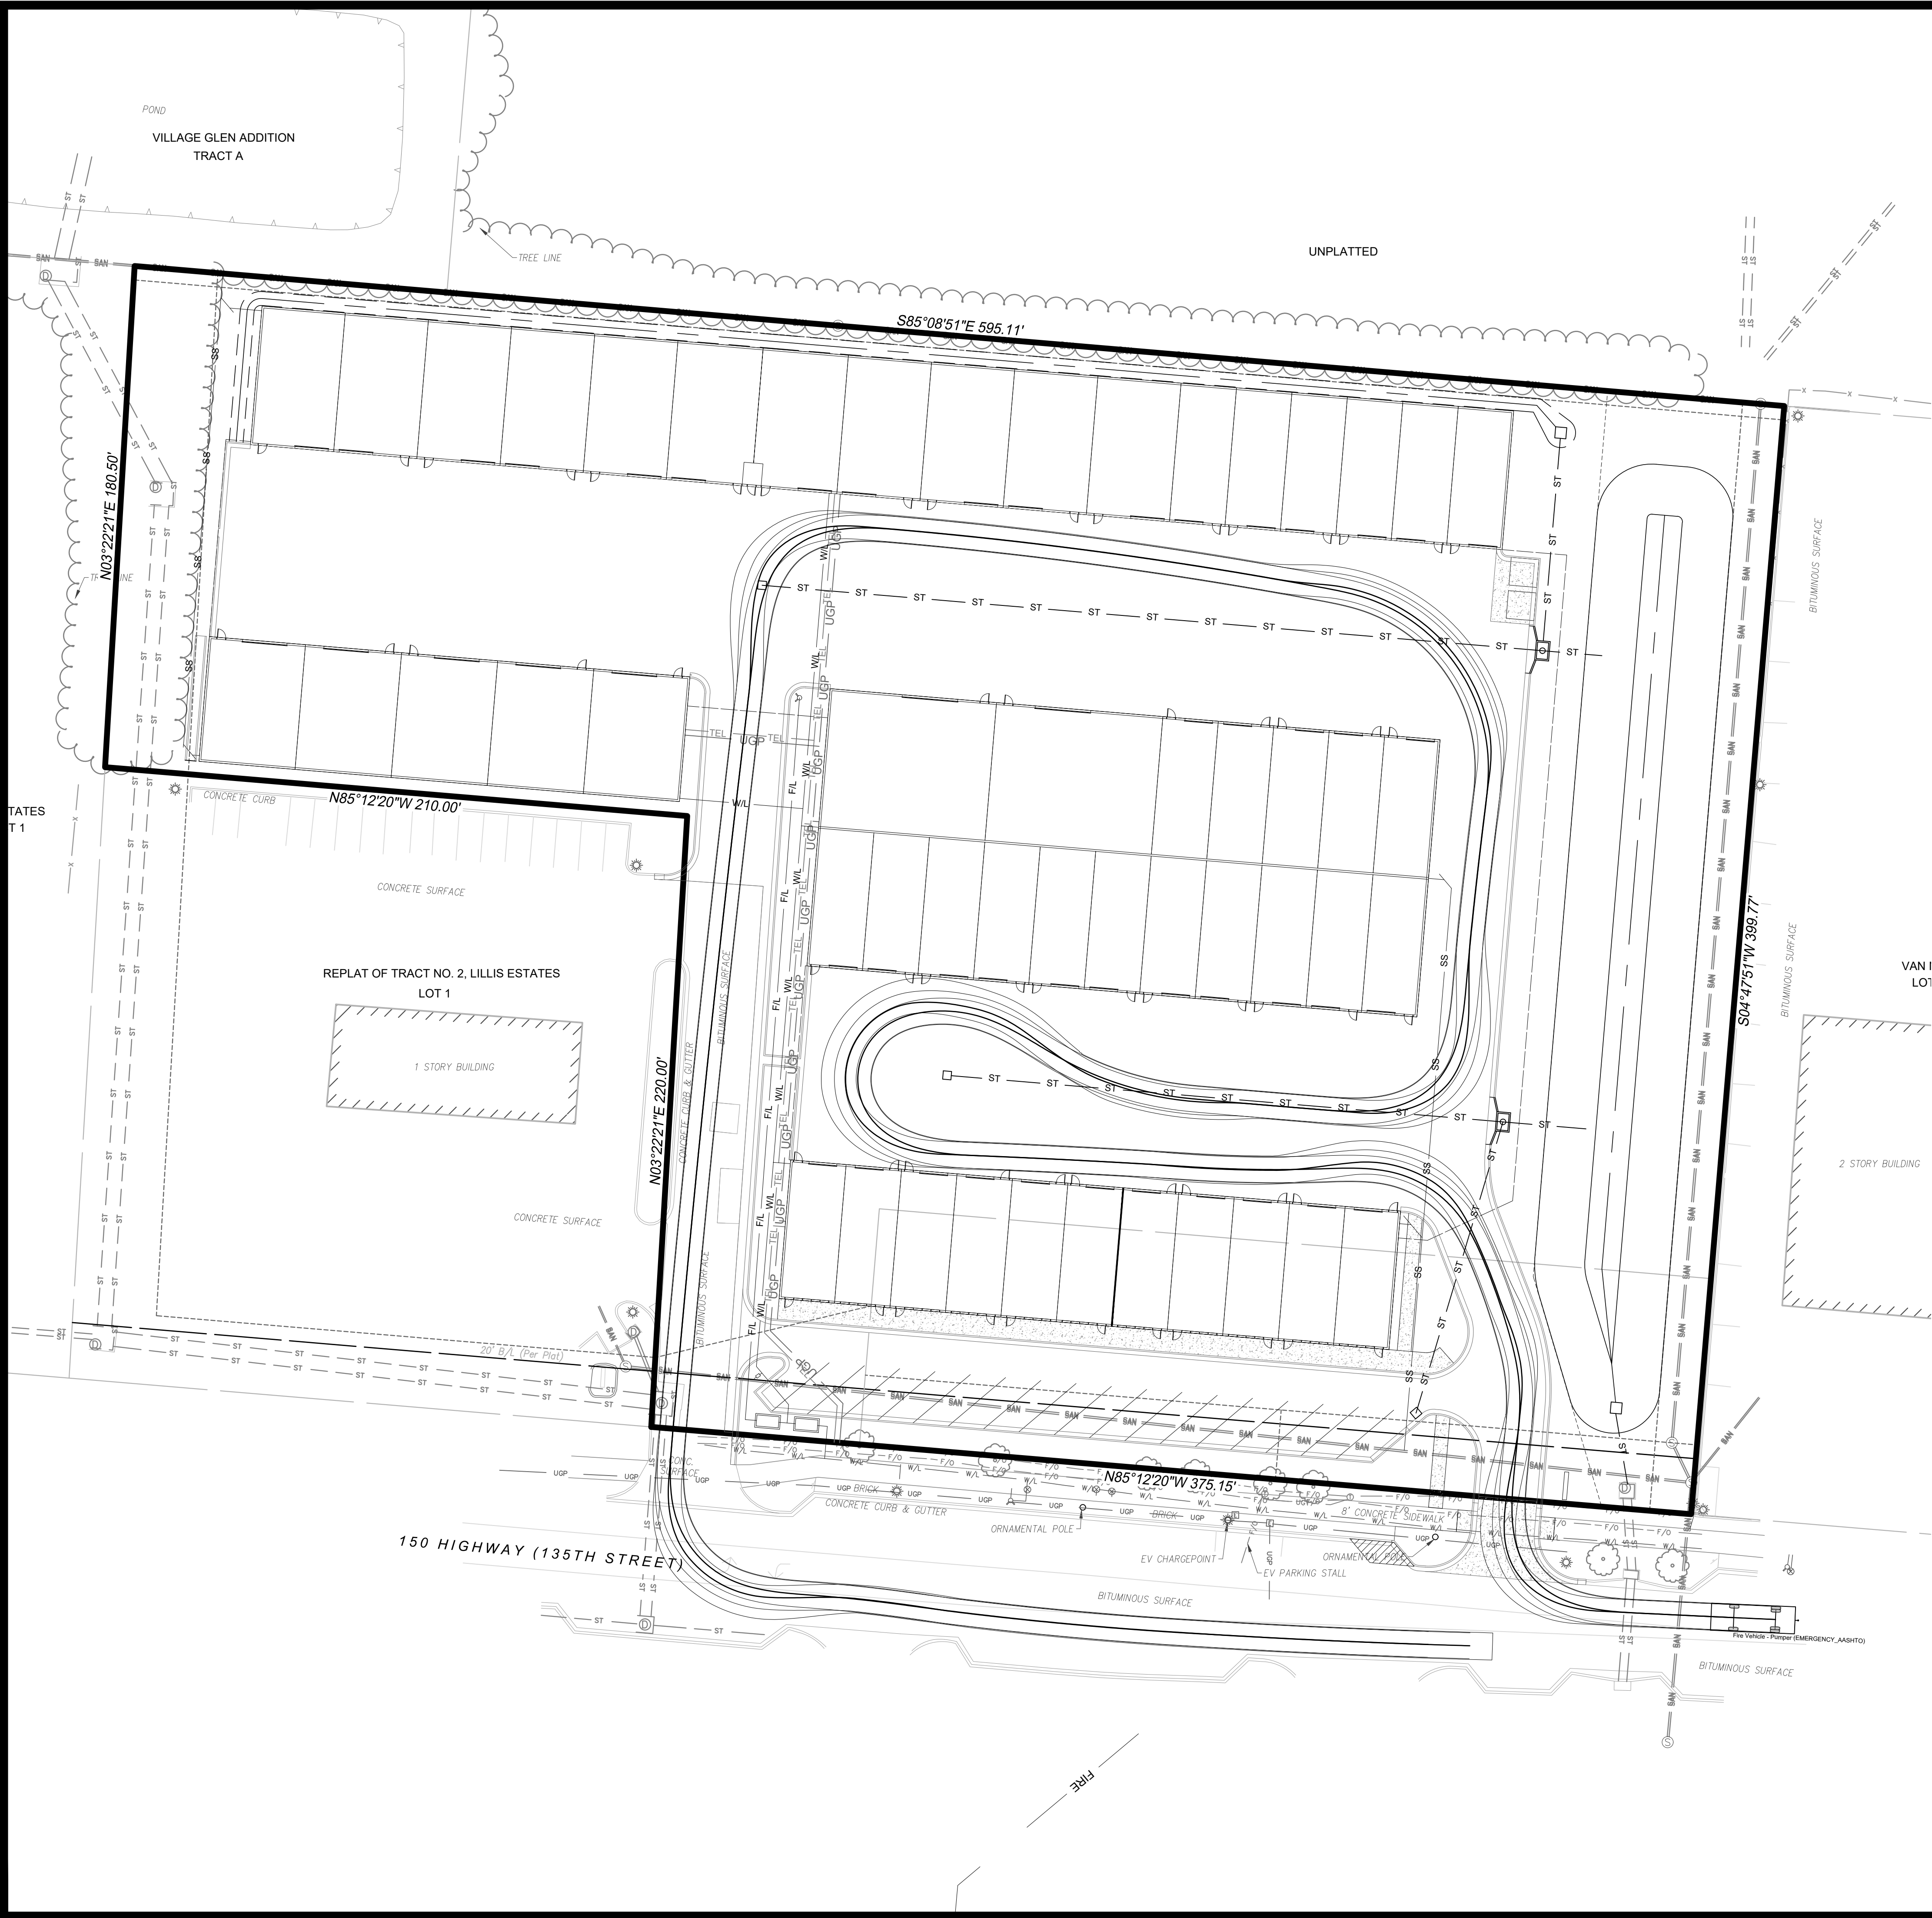 POND
VILLAGE GLEN ADDITION
TRACT A
UNPLATTED
TREE LINE
S85°08'51"E 595.11'
N03°22'21"E 180.50'
BITUMINOUS SURFACE
TATES
T 1
CONCRETE CURB
N85°12'20"W 210.00'
CONCRETE SURFACE
REPLAT OF TRACT NO. 2, LILLIS ESTATES
LOT 1
1 STORY BUILDING
BITUMINOUS SURFACE
CONCRETE CURB & GUTTER
N03°22'21"E 220.00'
CONCRETE SURFACE
BITUMINOUS SURFACE
S04°47'51"W 399.77'
BITUMINOUS SURFACE
VAN
LOT
2 STORY BUILDING
20' B/L (Per Plat)
CONC.
SURFACE
N85°12'20"W 375.15'
BRICK
CONCRETE CURB & GUTTER
BRICK
8' CONCRETE SIDEWALK
ORNAMENTAL POLE
EV CHARGEPOINT
EV PARKING STALL
ORNAMENTAL POLE
150 HIGHWAY (135TH STREET)
BITUMINOUS SURFACE
Fire Vehicle - Pumper (EMERGENCY_AASHTO)
BITUMINOUS SURFACE
FIRE
ST
SAN
SS
UGP
TEL
W/L
F/L
F/O